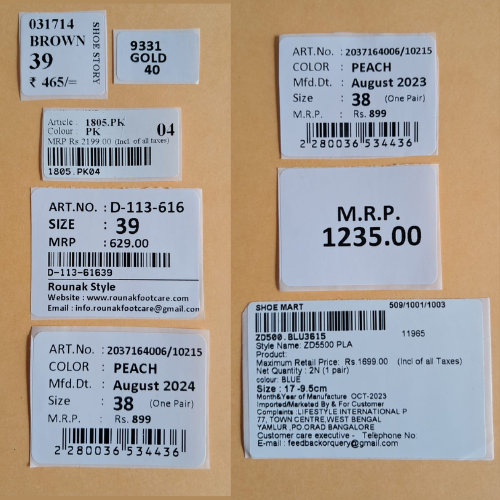 031714
BROWN
39
₹ 465/=
SHOE STORY
9331
GOLD
40
Article : 1805.PK
Colour : PK 04
MRP Rs 2199.00 (Incl. of all taxes)
1805.PK04
ART.NO. : D-113-616
SIZE : 39
MRP : 629.00
D-113-61639
Rounak Style
Website : www.rounakfootcare.com
Email : info.rounakfootcare@gmail.con
ART.No. : 2037164006/10215
COLOR : PEACH
Mfd.Dt. : August 2024
Size : 38 (One Pair)
M.R.P. : Rs. 899
2 280036 534436
ART.No. : 2037164006/10215
COLOR : PEACH
Mfd.Dt. : August 2023
Size : 38 (One Pair)
M.R.P. : Rs. 899
2 280036 534436
M.R.P.
1235.00
SHOE MART 509/1001/1003
ZD500.BLU3615 11965
Style Name: ZD5500 PLA
Product:
Maximum Retail Price: Rs 1699.00 (Incl of all Taxes)
Net Quantity : 2N (1 pair)
colour: BLUE
Size : 17 -9.5cm
Month&Year of Manufacture OCT-2023
Imported/Marketed By & For Customer
Complaints :LIFESTYLE INTERNATIONAL P
77, TOWN CENTRE,WEST BENGAL
YAMLUR ,PO.ORAD BANGALORE
Customer care executive - Telephone No:
E-mail : feedbackorquery@gmail.com